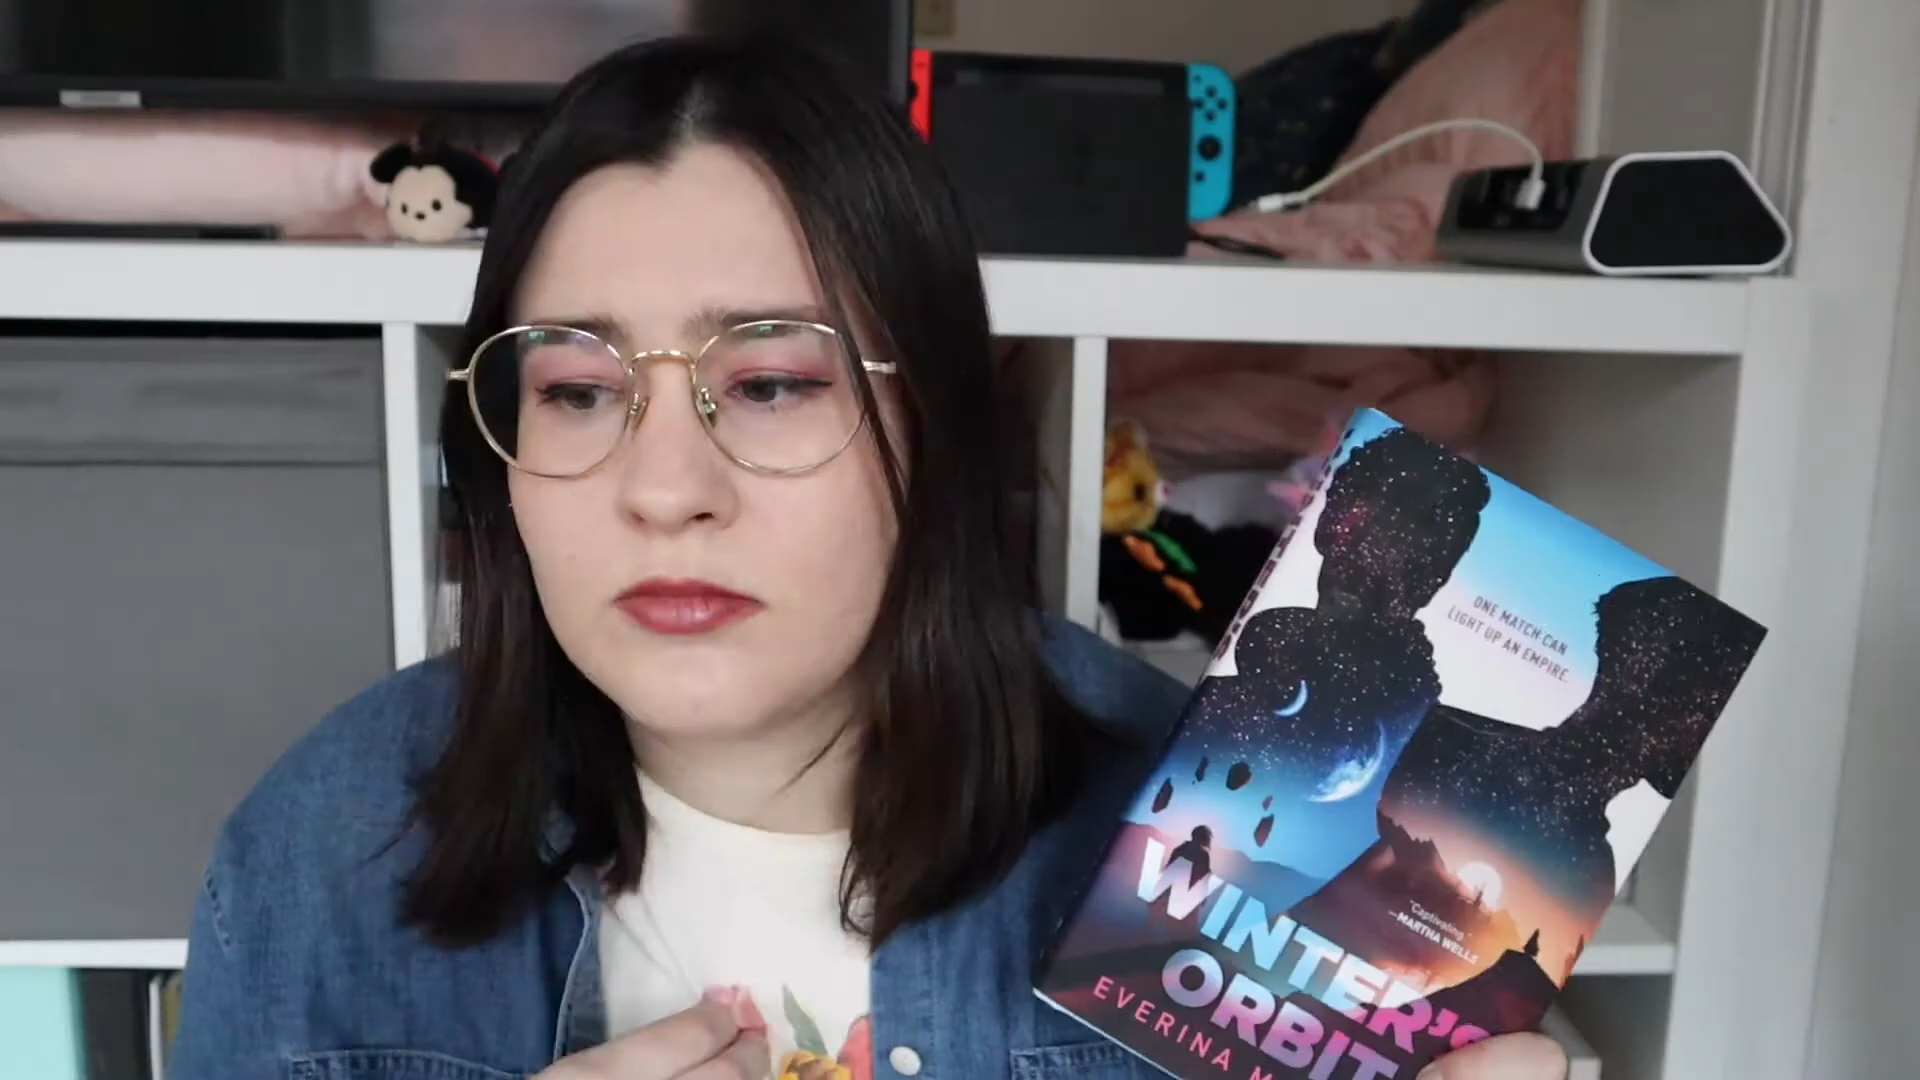 ONE MATCH CAN
LIGHT UP AN EMPIRE.
"Captivating."
—MARTHA WELLS
WINTER'S
ORBIT
EVERINA